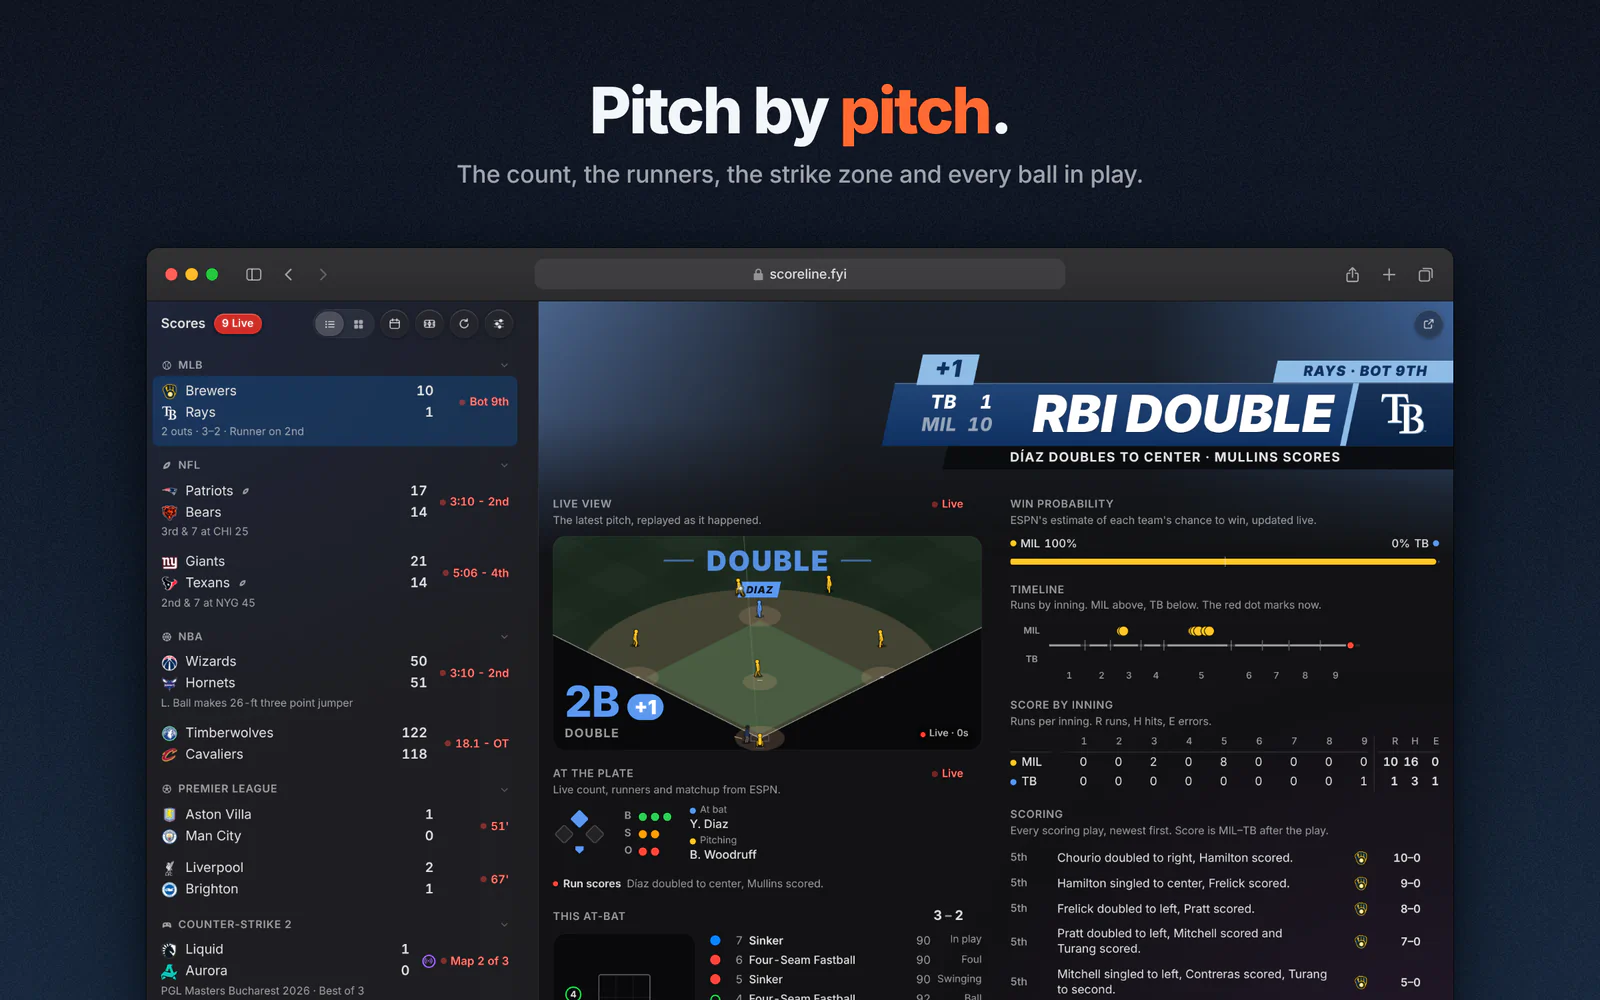 Pitch by pitch.
The count, the runners, the strike zone and every ball in play.
scoreline.fyi
Scores 9 Live
MLB
Brewers 10
Rays 1
Bot 9th
2 outs · 3-2 · Runner on 2nd
NFL
Patriots 17
Bears 14
3:10 - 2nd
3rd & 7 at CHI 25
Giants 21
Texans 14
5:06 - 4th
2nd & 7 at NYG 45
NBA
Wizards 50
Hornets 51
3:10 - 2nd
L. Ball makes 26-ft three point jumper
Timberwolves 122
Cavaliers 118
18.1 - OT
PREMIER LEAGUE
Aston Villa 1
Man City 0
51'
Liverpool 2
Brighton 1
67'
COUNTER-STRIKE 2
Liquid 1
Aurora 0
Map 2 of 3
PGL Masters Bucharest 2026 · Best of 3
+1
RAYS · BOT 9TH
TB 1
MIL 10
RBI DOUBLE
TB
DÍAZ DOUBLES TO CENTER · MULLINS SCORES
LIVE VIEW
Live
The latest pitch, replayed as it happened.
DOUBLE
DIAZ
2B +1
DOUBLE
Live · 0s
AT THE PLATE
Live
Live count, runners and matchup from ESPN.
B
S
O
At bat
Y. Diaz
Pitching
B. Woodruff
Run scores Díaz doubled to center, Mullins scored.
THIS AT-BAT
3 – 2
7 Sinker 90 In play
6 Four-Seam Fastball 90 Foul
5 Sinker 90 Swinging
4 Four-Seam Fastball 92 Ball
4
WIN PROBABILITY
ESPN's estimate of each team's chance to win, updated live.
MIL 100% 0% TB
TIMELINE
Runs by inning. MIL above, TB below. The red dot marks now.
MIL
TB
1 2 3 4 5 6 7 8 9
SCORE BY INNING
Runs per inning. R runs, H hits, E errors.
1 2 3 4 5 6 7 8 9 R H E
MIL 0 0 2 0 8 0 0 0 0 10 16 0
TB 0 0 0 0 0 0 0 0 1 1 3 1
SCORING
Every scoring play, newest first. Score is MIL–TB after the play.
5th Chourio doubled to right, Hamilton scored. 10–0
5th Hamilton singled to center, Frelick scored. 9–0
5th Frelick doubled to left, Pratt scored. 8–0
5th Pratt doubled to left, Mitchell scored and
Turang scored. 7–0
5th Mitchell singled to left, Contreras scored, Turang
to second. 5–0